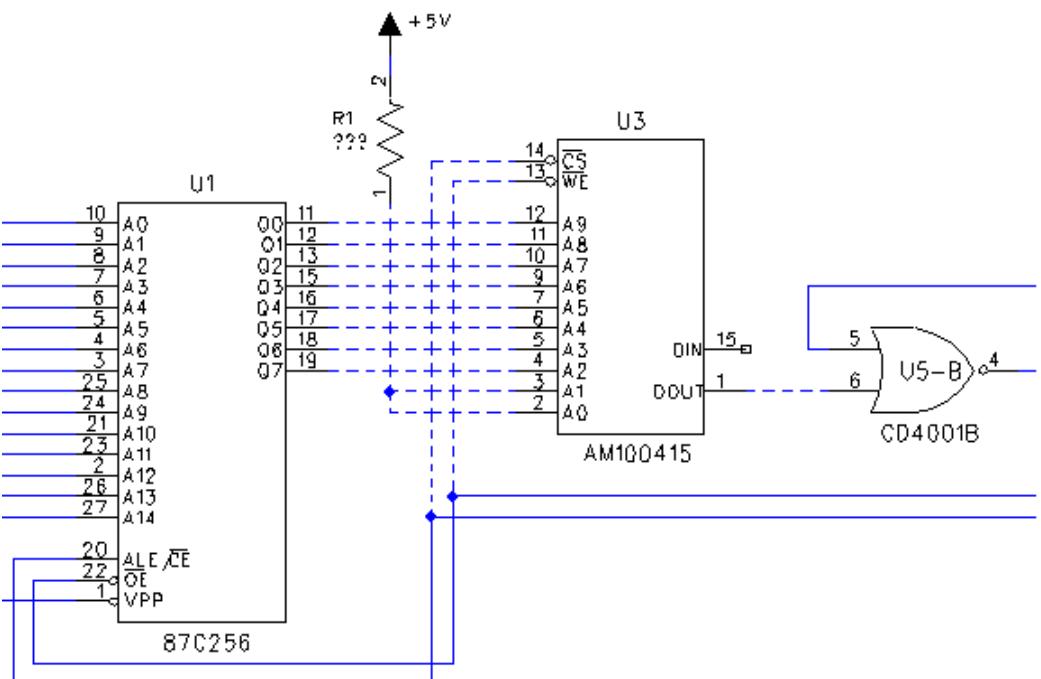 +5V
2
R1
???
1
U3
14 CS
13 WE
12 A9
11 A8
10 A7
9 A6
7 A5
6 A4
5 A3
4 A2
3 A1
2 A0
DIN 15
DOUT 1
AM100415
U1
10 A0
9 A1
8 A2
7 A3
6 A4
5 A5
4 A6
3 A7
25 A8
24 A9
21 A10
23 A11
2 A12
26 A13
27 A14
20 ALE/CE
22 OE
1 VPP
O0 11
O1 12
O2 13
O3 15
O4 16
O5 17
O6 18
O7 19
87C256
5
6
U5-B
4
CD4001B